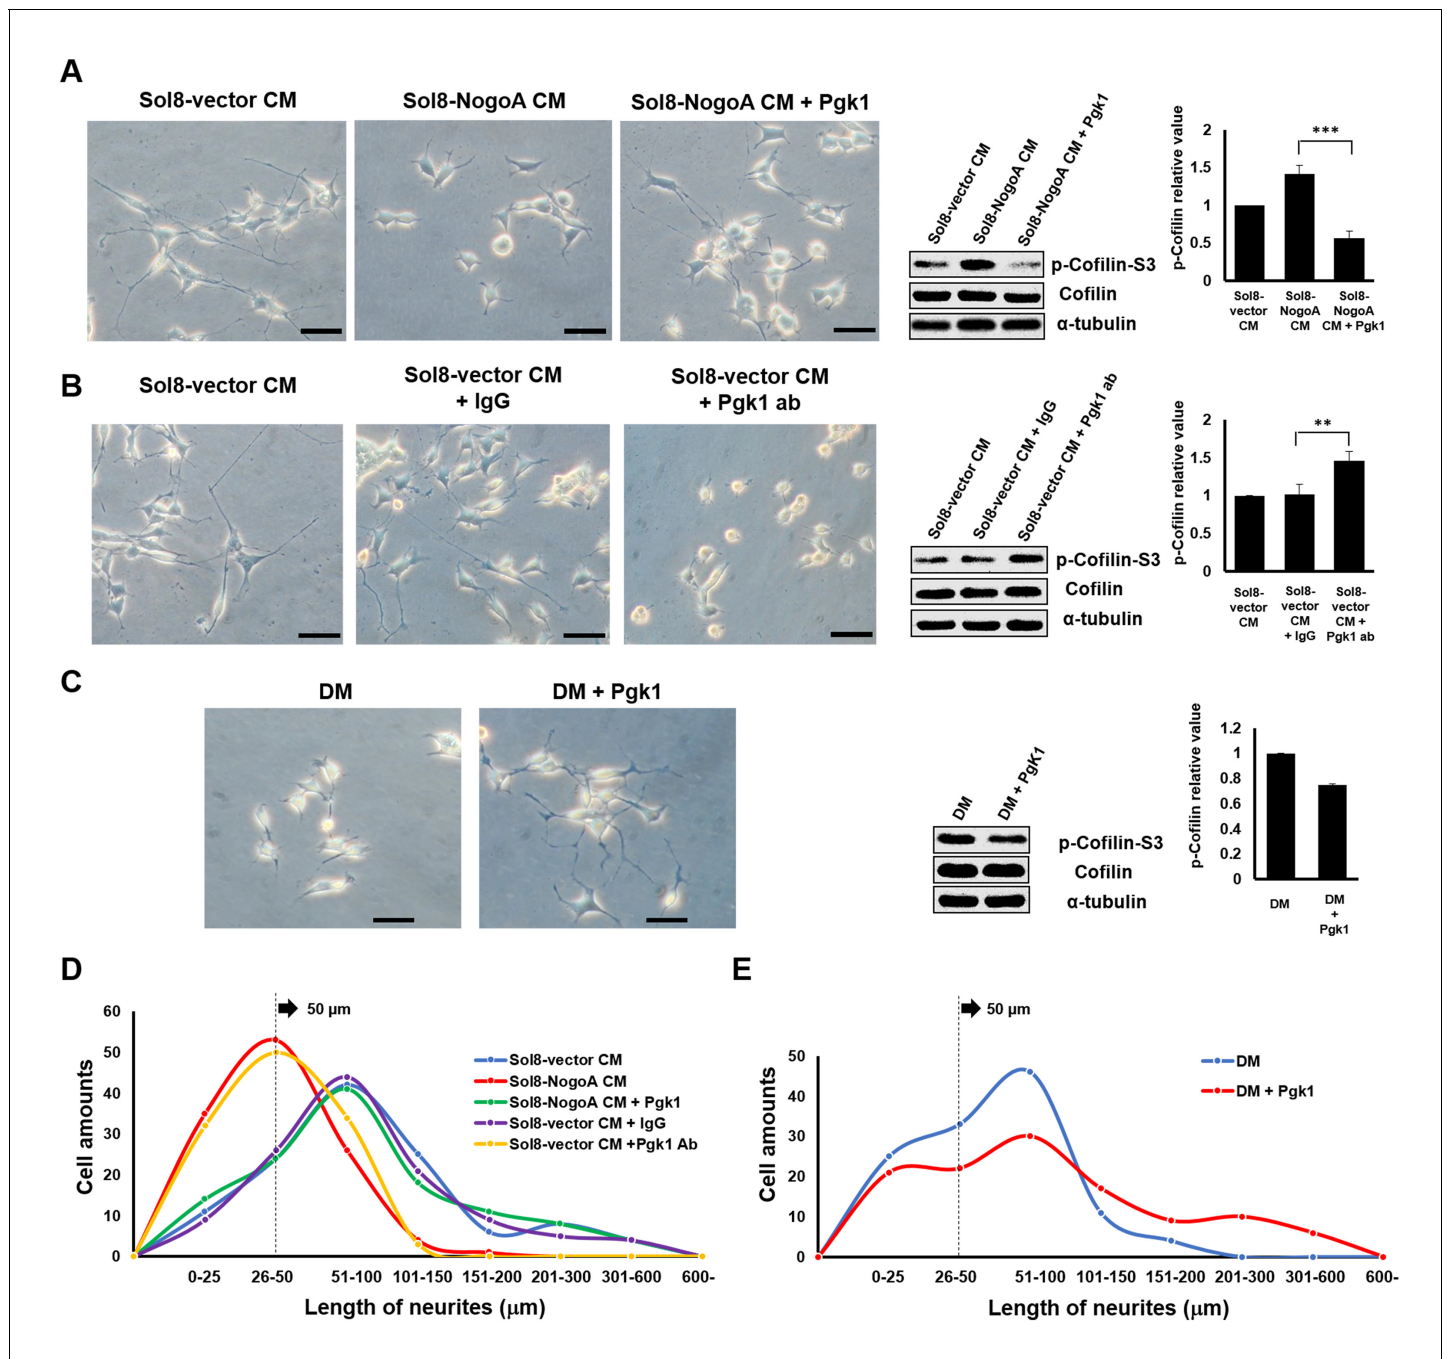 A
Sol8-vector CM
Sol8-NogoA CM
Sol8-NogoA CM + Pgk1
Sol8-vector CM
Sol8-NogoA CM
Sol8-NogoA CM + Pgk1
p-Cofilin-S3
Cofilin
α-tubulin
p-Cofilin relative value
2
1.5
1
0.5
0
***
Sol8-
vector
CM
Sol8-
NogoA
CM
Sol8-
NogoA
CM + Pgk1
B
Sol8-vector CM
Sol8-vector CM
+ IgG
Sol8-vector CM
+ Pgk1 ab
Sol8-vector CM
Sol8-vector CM + IgG
Sol8-vector CM + Pgk1 ab
p-Cofilin-S3
Cofilin
α-tubulin
p-Cofilin relative value
2
1.5
1
0.5
0
**
Sol8-
vector
CM
Sol8-
vector
CM
+ IgG
Sol8-
vector
CM +
Pgk1 ab
C
DM
DM + Pgk1
DM
DM + PgK1
p-Cofilin-S3
Cofilin
α-tubulin
p-Cofilin relative value
1.2
1
0.8
0.6
0.4
0.2
0
DM
DM
+
Pgk1
D
50 μm
Cell amounts
60
50
40
30
20
10
0
Sol8-vector CM
Sol8-NogoA CM
Sol8-NogoA CM + Pgk1
Sol8-vector CM + IgG
Sol8-vector CM +Pgk1 Ab
0-25 26-50 51-100 101-150 151-200 201-300 301-600 600-
Length of neurites (μm)
E
50 μm
Cell amounts
50
40
30
20
10
0
DM
DM + Pgk1
0-25 26-50 51-100 101-150 151-200 201-300 301-600 600-
Length of neurites (μm)